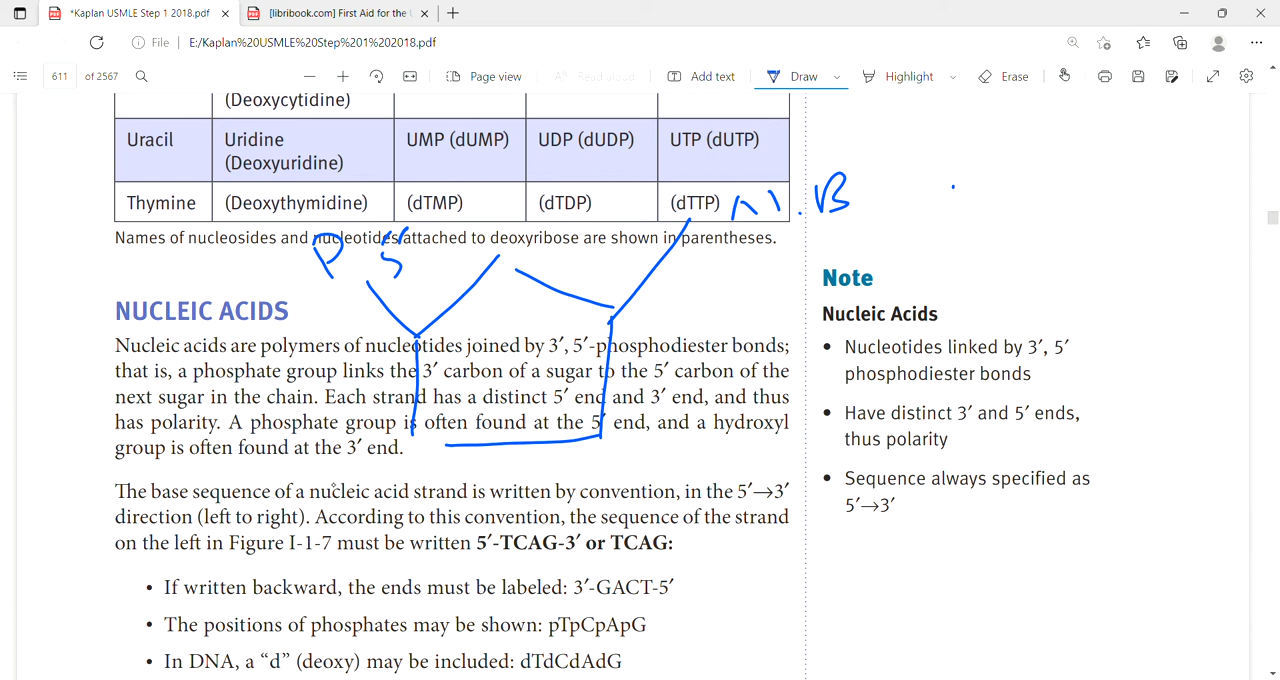 *Kaplan USMLE Step 1 2018.pdf
[libribook.com] First Aid for the
File E:/Kaplan%20USMLE%20Step%201%202018.pdf
611 of 2567 Page view Read aloud Add text Draw Highlight Erase
(Deoxycytidine)
Uracil Uridine (Deoxyuridine) UMP (dUMP) UDP (dUDP) UTP (dUTP)
Thymine (Deoxythymidine) (dTMP) (dTDP) (dTTP)
N.B
Names of nucleosides and nucleotides attached to deoxyribose are shown in parentheses.
P 5"
NUCLEIC ACIDS
Nucleic acids are polymers of nucleotides joined by 3′, 5′-phosphodiester bonds;
that is, a phosphate group links the 3′ carbon of a sugar to the 5′ carbon of the
next sugar in the chain. Each strand has a distinct 5′ end and 3′ end, and thus
has polarity. A phosphate group is often found at the 5′ end, and a hydroxyl
group is often found at the 3′ end.
The base sequence of a nucleic acid strand is written by convention, in the 5′→3′
direction (left to right). According to this convention, the sequence of the strand
on the left in Figure I-1-7 must be written 5′-TCAG-3′ or TCAG:
• If written backward, the ends must be labeled: 3′-GACT-5′
• The positions of phosphates may be shown: pTpCpApG
• In DNA, a “d” (deoxy) may be included: dTdCdAdG
Note
Nucleic Acids
• Nucleotides linked by 3′, 5′
phosphodiester bonds
• Have distinct 3′ and 5′ ends,
thus polarity
• Sequence always specified as
5′→3′